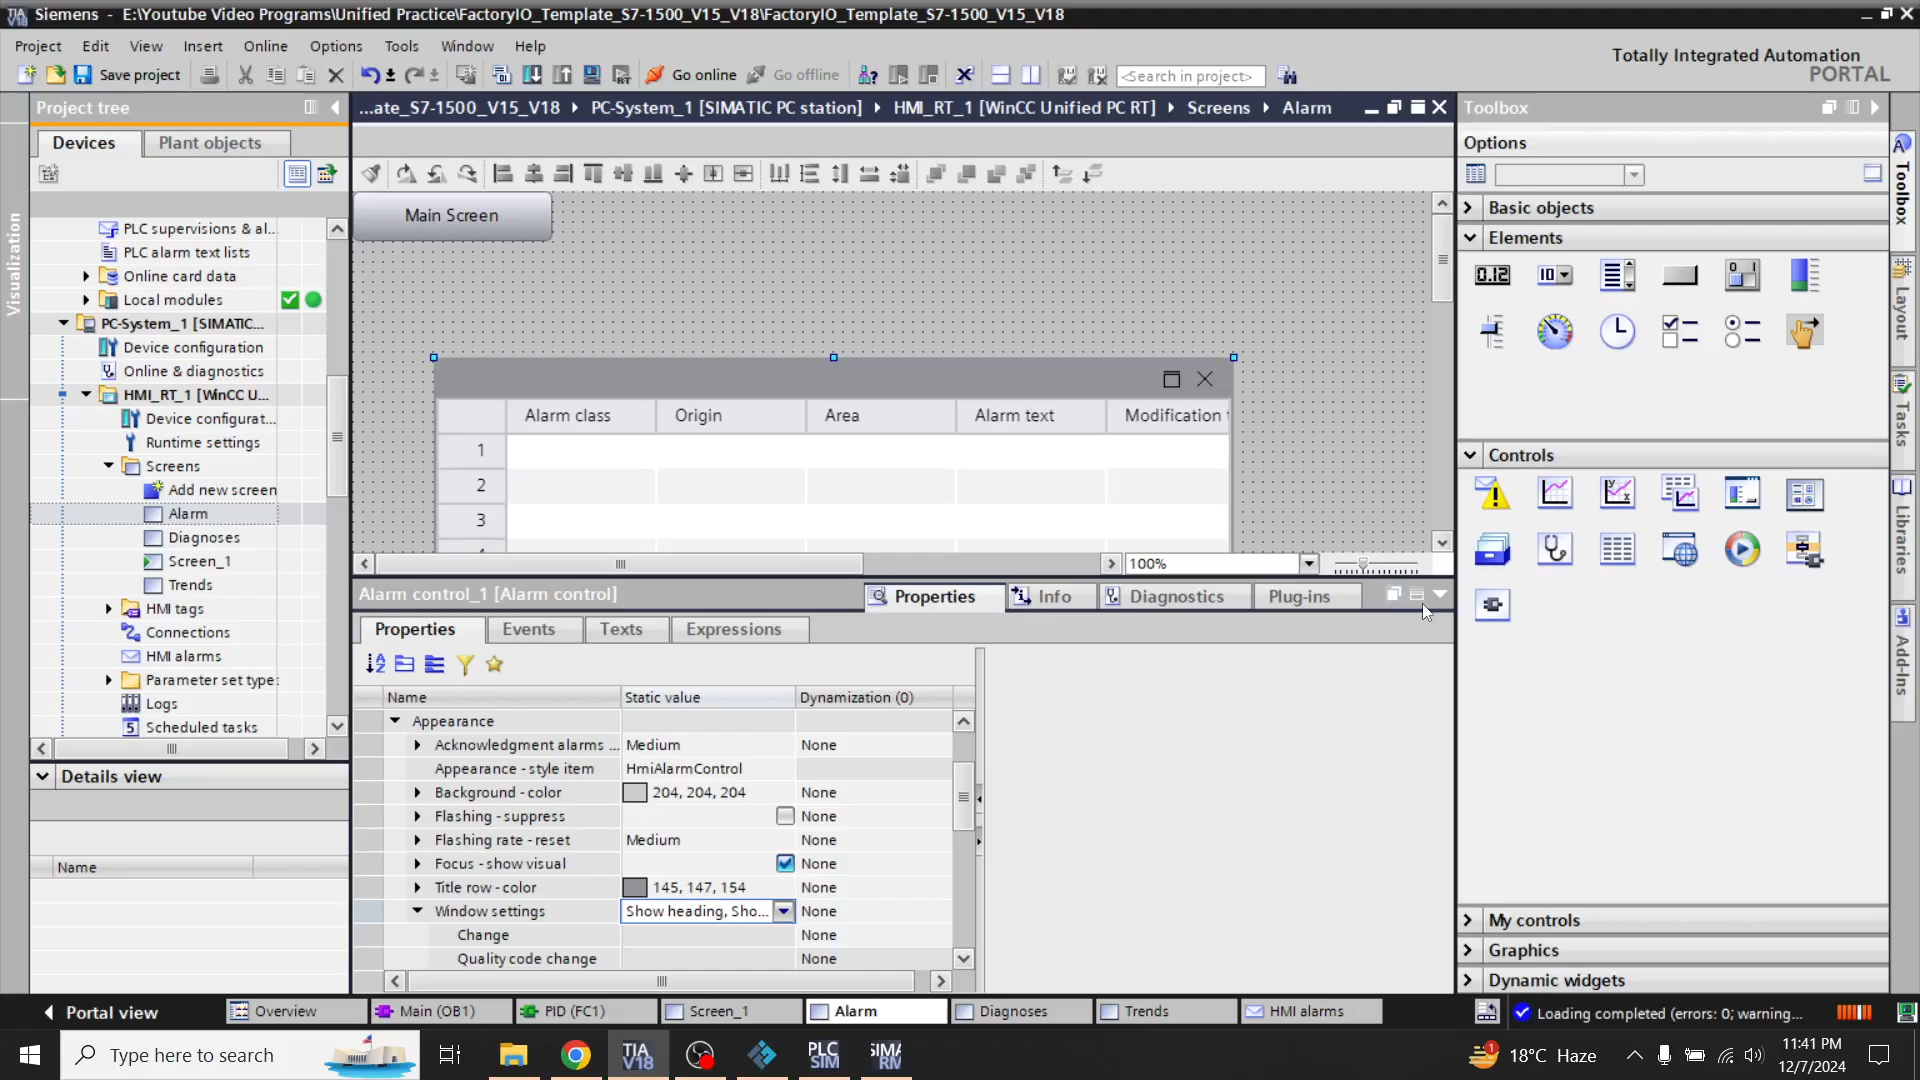 Siemens - E:\Youtube Video Programs\Unified Practice\FactoryIO_Template_S7-1500_V15_V18\FactoryIO_Template_S7-1500_V15_V18
Project Edit View Insert Online Options Tools Window Help
Totally Integrated Automation
PORTAL
Save project Go online Go offline <Search in project>
Project tree
...ate_S7-1500_V15_V18 PC-System_1 [SIMATIC PC station] HMI_RT_1 [WinCC Unified PC RT] Screens Alarm
Toolbox
Devices Plant objects
Options
Visualization
PLC supervisions & al...
PLC alarm text lists
Online card data
Local modules
PC-System_1 [SIMATIC...
Device configuration
Online & diagnostics
HMI_RT_1 [WinCC U...
Device configurat...
Runtime settings
Screens
Add new screen
Alarm
Diagnoses
Screen_1
Trends
HMI tags
Connections
HMI alarms
Parameter set type
Logs
Scheduled tasks
Details view
Name
Main Screen
Alarm class Origin Area Alarm text Modification
1
2
3
100%
Alarm control_1 [Alarm control]
Properties Info Diagnostics Plug-ins
Properties Events Texts Expressions
Name Static value Dynamization (0)
Appearance
Acknowledgment alarms ... Medium None
Appearance - style item HmiAlarmControl
Background - color 204, 204, 204 None
Flashing - suppress None
Flashing rate - reset Medium None
Focus - show visual None
Title row - color 145, 147, 154 None
Window settings Show heading, Sho... None
Change None
Quality code change None
Basic objects
Elements
0.12
10
Controls
My controls
Graphics
Dynamic widgets
Toolbox
Layout
Tasks
Libraries
Add-Ins
Portal view Overview Main (OB1) PID (FC1) Screen_1 Alarm Diagnoses Trends HMI alarms
Loading completed (errors: 0; warning...
Type here to search
TIA V18
PLC SIM
18°C Haze
11:41 PM
12/7/2024